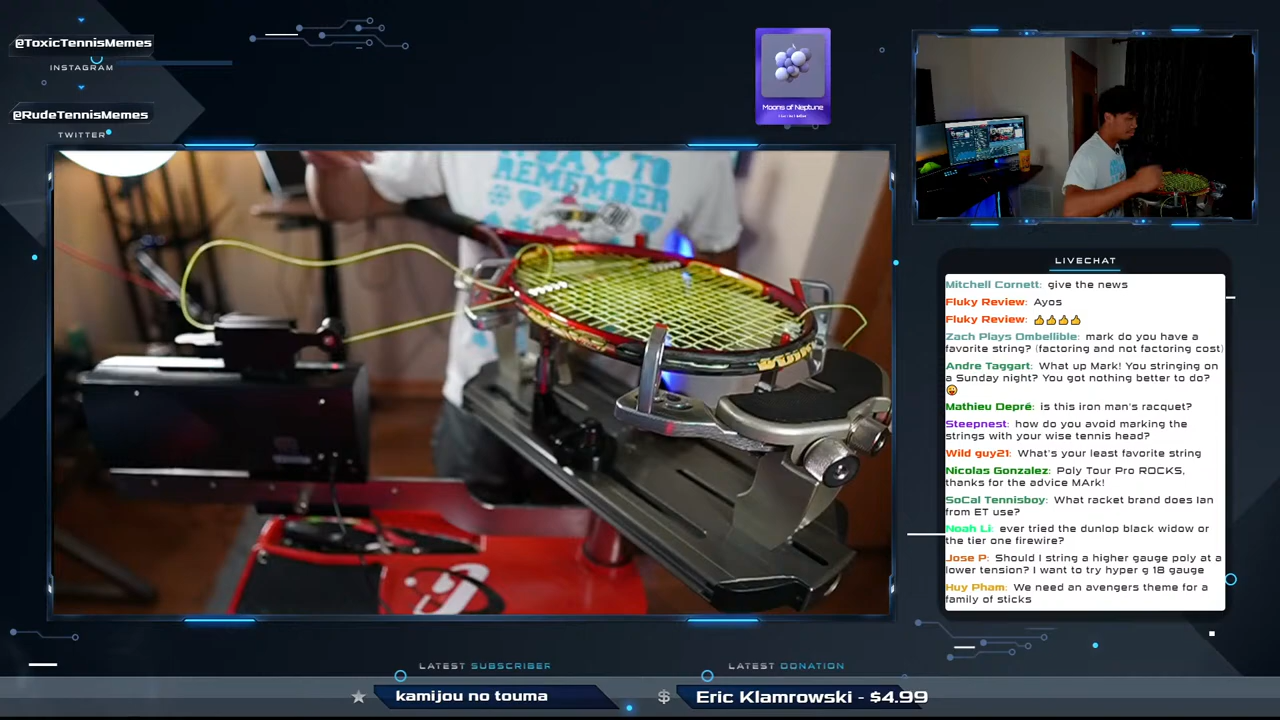 @ToxicTennisMemes
INSTAGRAM
@RudeTennisMemes
TWITTER
Moons of Neptune
DAY TO
REMEMBER
LIVECHAT
Mitchell Cornett: give the news
Fluky Review: Ayos
Fluky Review: 👍👍👍👍
Zach Plays Ombellible: mark do you have a
favorite string? (factoring and not factoring cost)
Andre Taggart: What up Mark! You stringing on
a Sunday night? You got nothing better to do?
😛
Mathieu Depré: is this iron man's racquet?
Steepnest: how do you avoid marking the
strings with your wise tennis head?
Wild guy21: What's your least favorite string
Nicolas Gonzalez: Poly Tour Pro ROCKS,
thanks for the advice MArk!
SoCal Tennisboy: What racket brand does Ian
from ET use?
Noah Li: ever tried the dunlop black widow or
the tier one firewire?
Jose P: Should I string a higher gauge poly at a
lower tension? I want to try hyper g 18 gauge
Huy Pham: We need an avengers theme for a
family of sticks
LATEST SUBSCRIBER
kamijou no touma
LATEST DONATION
$ Eric Klamrowski - $4.99